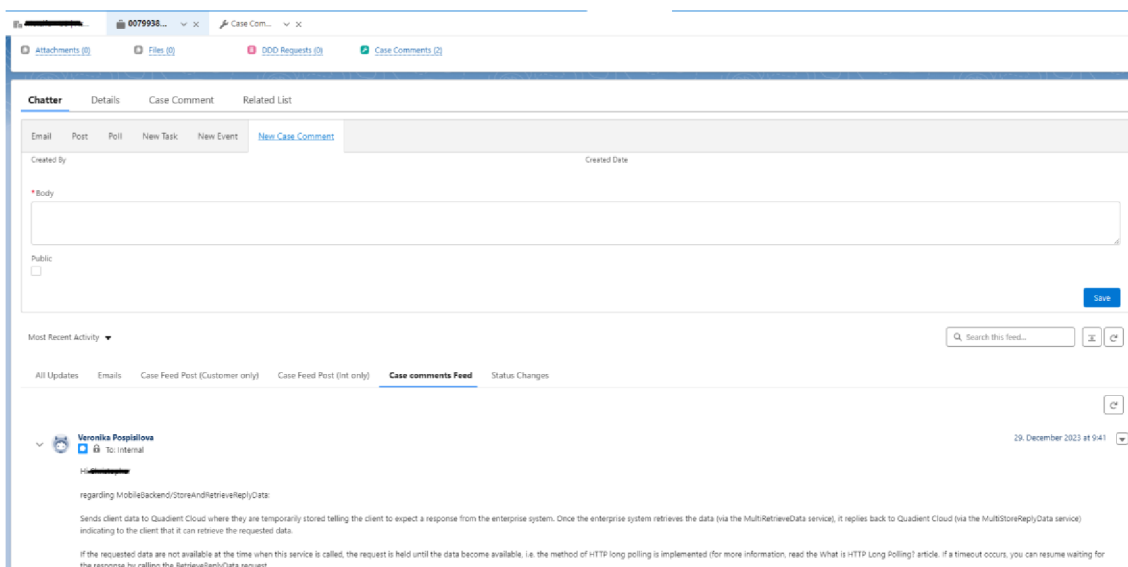 0079938...
Case Com...
Attachments (0) Files (0) DDD Requests (0) Case Comments (2)
Chatter Details Case Comment Related List
Email Post Poll New Task New Event New Case Comment
Created By Created Date
*Body
Public
Save
Most Recent Activity Search this feed...
All Updates Emails Case Feed Post (Customer only) Case Feed Post (Int only) Case comments Feed Status Changes
Veronika Pospisilova 29. December 2023 at 9:41
To: Internal
Hi
regarding MobileBackend/StoreAndRetrieveReplyData:
Sends client data to Quadient Cloud where they are temporarily stored telling the client to expect a response from the enterprise system. Once the enterprise system retrieves the data (via the MultiRetrieveData service), it replies back to Quadient Cloud (via the MultiStoreReplyData service)
indicating to the client that it can retrieve the requested data.
If the requested data are not available at the time when this service is called, the request is held until the data become available, i.e. the method of HTTP long polling is implemented (for more information, read the What is HTTP Long Polling? article. If a timeout occurs, you can resume waiting for
the response by calling the RetrieveReplyData request.